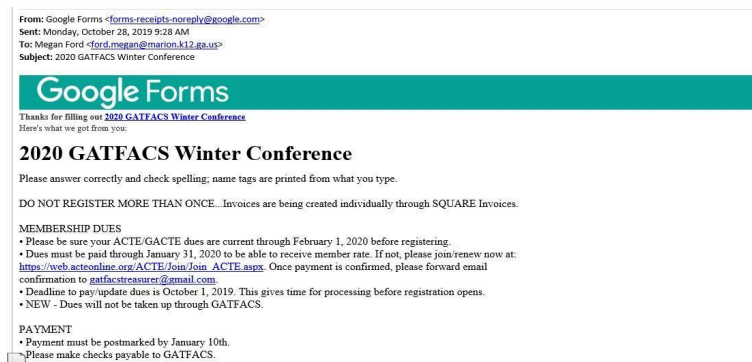 From: Google Forms <forms-receipts-noreply@google.com>
Sent: Monday, October 28, 2019 9:28 AM
To: Megan Ford <ford.megan@marion.k12.ga.us>
Subject: 2020 GATFACS Winter Conference
Google Forms
Thanks for filling out 2020 GATFACS Winter Conference
Here's what we got from you:
2020 GATFACS Winter Conference
Please answer correctly and check spelling; name tags are printed from what you type.
DO NOT REGISTER MORE THAN ONCE...Invoices are being created individually through SQUARE Invoices.
MEMBERSHIP DUES
• Please be sure your ACTE/GACTE dues are current through February 1, 2020 before registering.
• Dues must be paid through January 31, 2020 to be able to receive member rate. If not, please join/renew now at:
https://web.acteonline.org/ACTE/Join/Join_ACTE.aspx. Once payment is confirmed, please forward email
confirmation to gatfacstreasurer@gmail.com.
• Deadline to pay/update dues is October 1, 2019. This gives time for processing before registration opens.
• NEW - Dues will not be taken up through GATFACS.
PAYMENT
• Payment must be postmarked by January 10th.
• Please make checks payable to GATFACS.